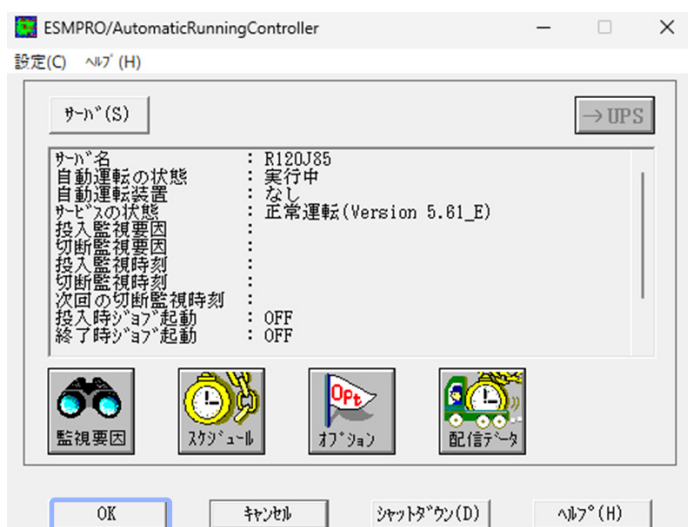 ESMPRO/AutomaticRunningController
設定(C) ﾍﾙﾌﾟ(H)
ｻｰﾊﾞ(S)
→UPS
ｻｰﾊﾞ名 : R120J85
自動運転の状態 : 実行中
自動運転装置 : なし
ｻｰﾋﾞｽの状態 : 正常運転(Version 5.61_E)
投入監視要因 :
切断監視要因 :
投入監視時刻 :
切断監視時刻 :
次回の切断監視時刻 :
投入時ｼﾞｮﾌﾞ起動 : OFF
終了時ｼﾞｮﾌﾞ起動 : OFF
Opt
監視要因 ｽｹｼﾞｭｰﾙ ｵﾌﾟｼｮﾝ 配信ﾃﾞｰﾀ
OK ｷｬﾝｾﾙ ｼｬｯﾄﾀﾞｳﾝ(D) ﾍﾙﾌﾟ(H)